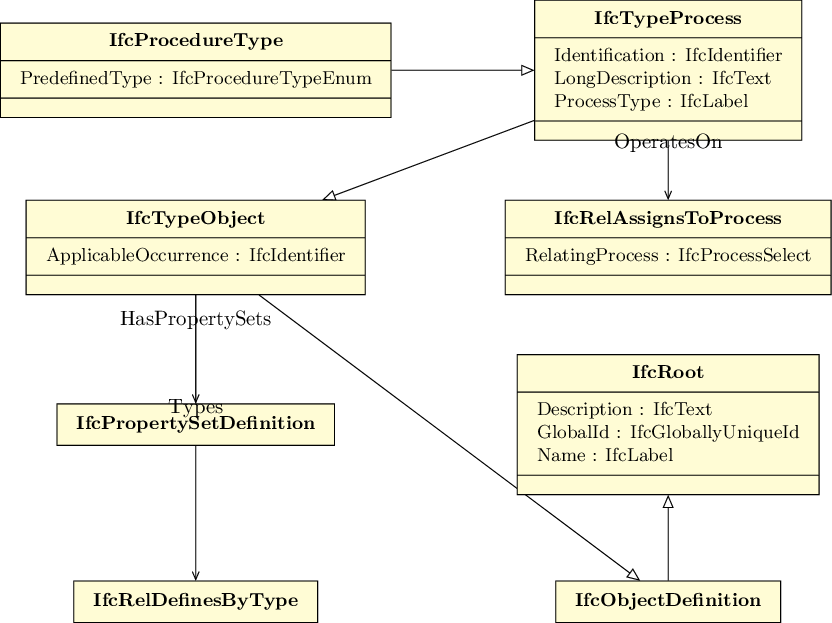 IfcProcedureType
PredefinedType : IfcProcedureTypeEnum
IfcTypeProcess
Identification : IfcIdentifier
LongDescription : IfcText
ProcessType : IfcLabel
OperatesOn
IfcTypeObject
ApplicableOccurrence : IfcIdentifier
IfcRelAssignsToProcess
RelatingProcess : IfcProcessSelect
HasPropertySets
IfcRoot
Description : IfcText
GlobalId : IfcGloballyUniqueId
Name : IfcLabel
Types
IfcPropertySetDefinition
IfcRelDefinesByType
IfcObjectDefinition